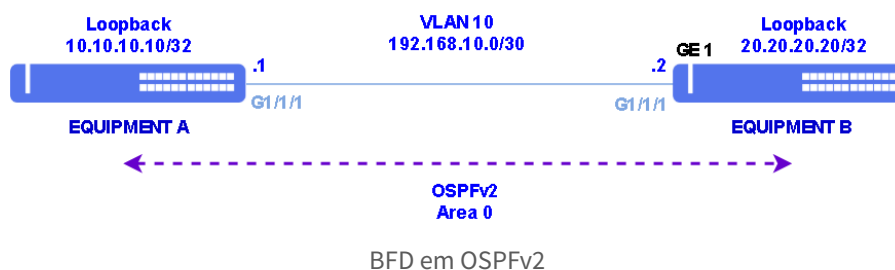 Loopback
10.10.10.10/32
VLAN 10
192.168.10.0/30
Loopback
20.20.20.20/32
GE 1
.1
.2
G1/1/1
G1/1/1
EQUIPMENT A
EQUIPMENT B
OSPFv2
Area 0
BFD em OSPFv2